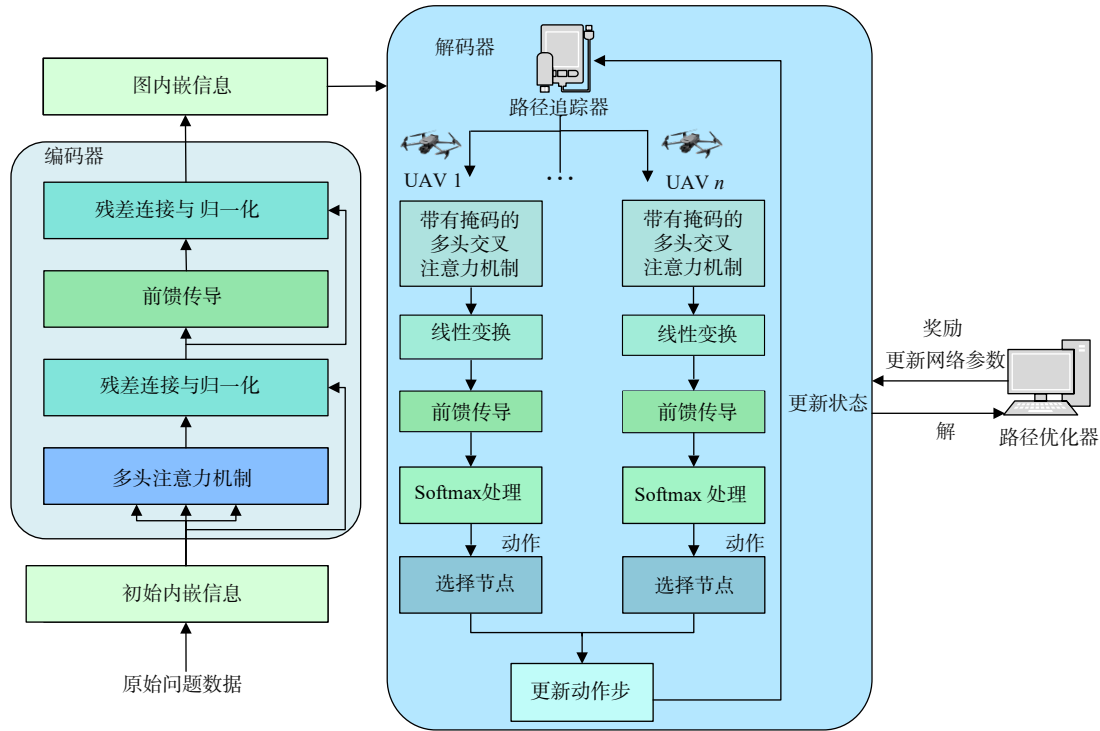 图内嵌信息
编码器
残差连接与 归一化
前馈传导
残差连接与归一化
多头注意力机制
初始内嵌信息
原始问题数据
解码器
路径追踪器
UAV 1
...
UAV n
带有掩码的
多头交叉
注意力机制
线性变换
前馈传导
Softmax处理
动作
选择节点
带有掩码的
多头交叉
注意力机制
线性变换
前馈传导
Softmax 处理
动作
选择节点
更新动作步
更新状态
奖励
更新网络参数
解
路径优化器